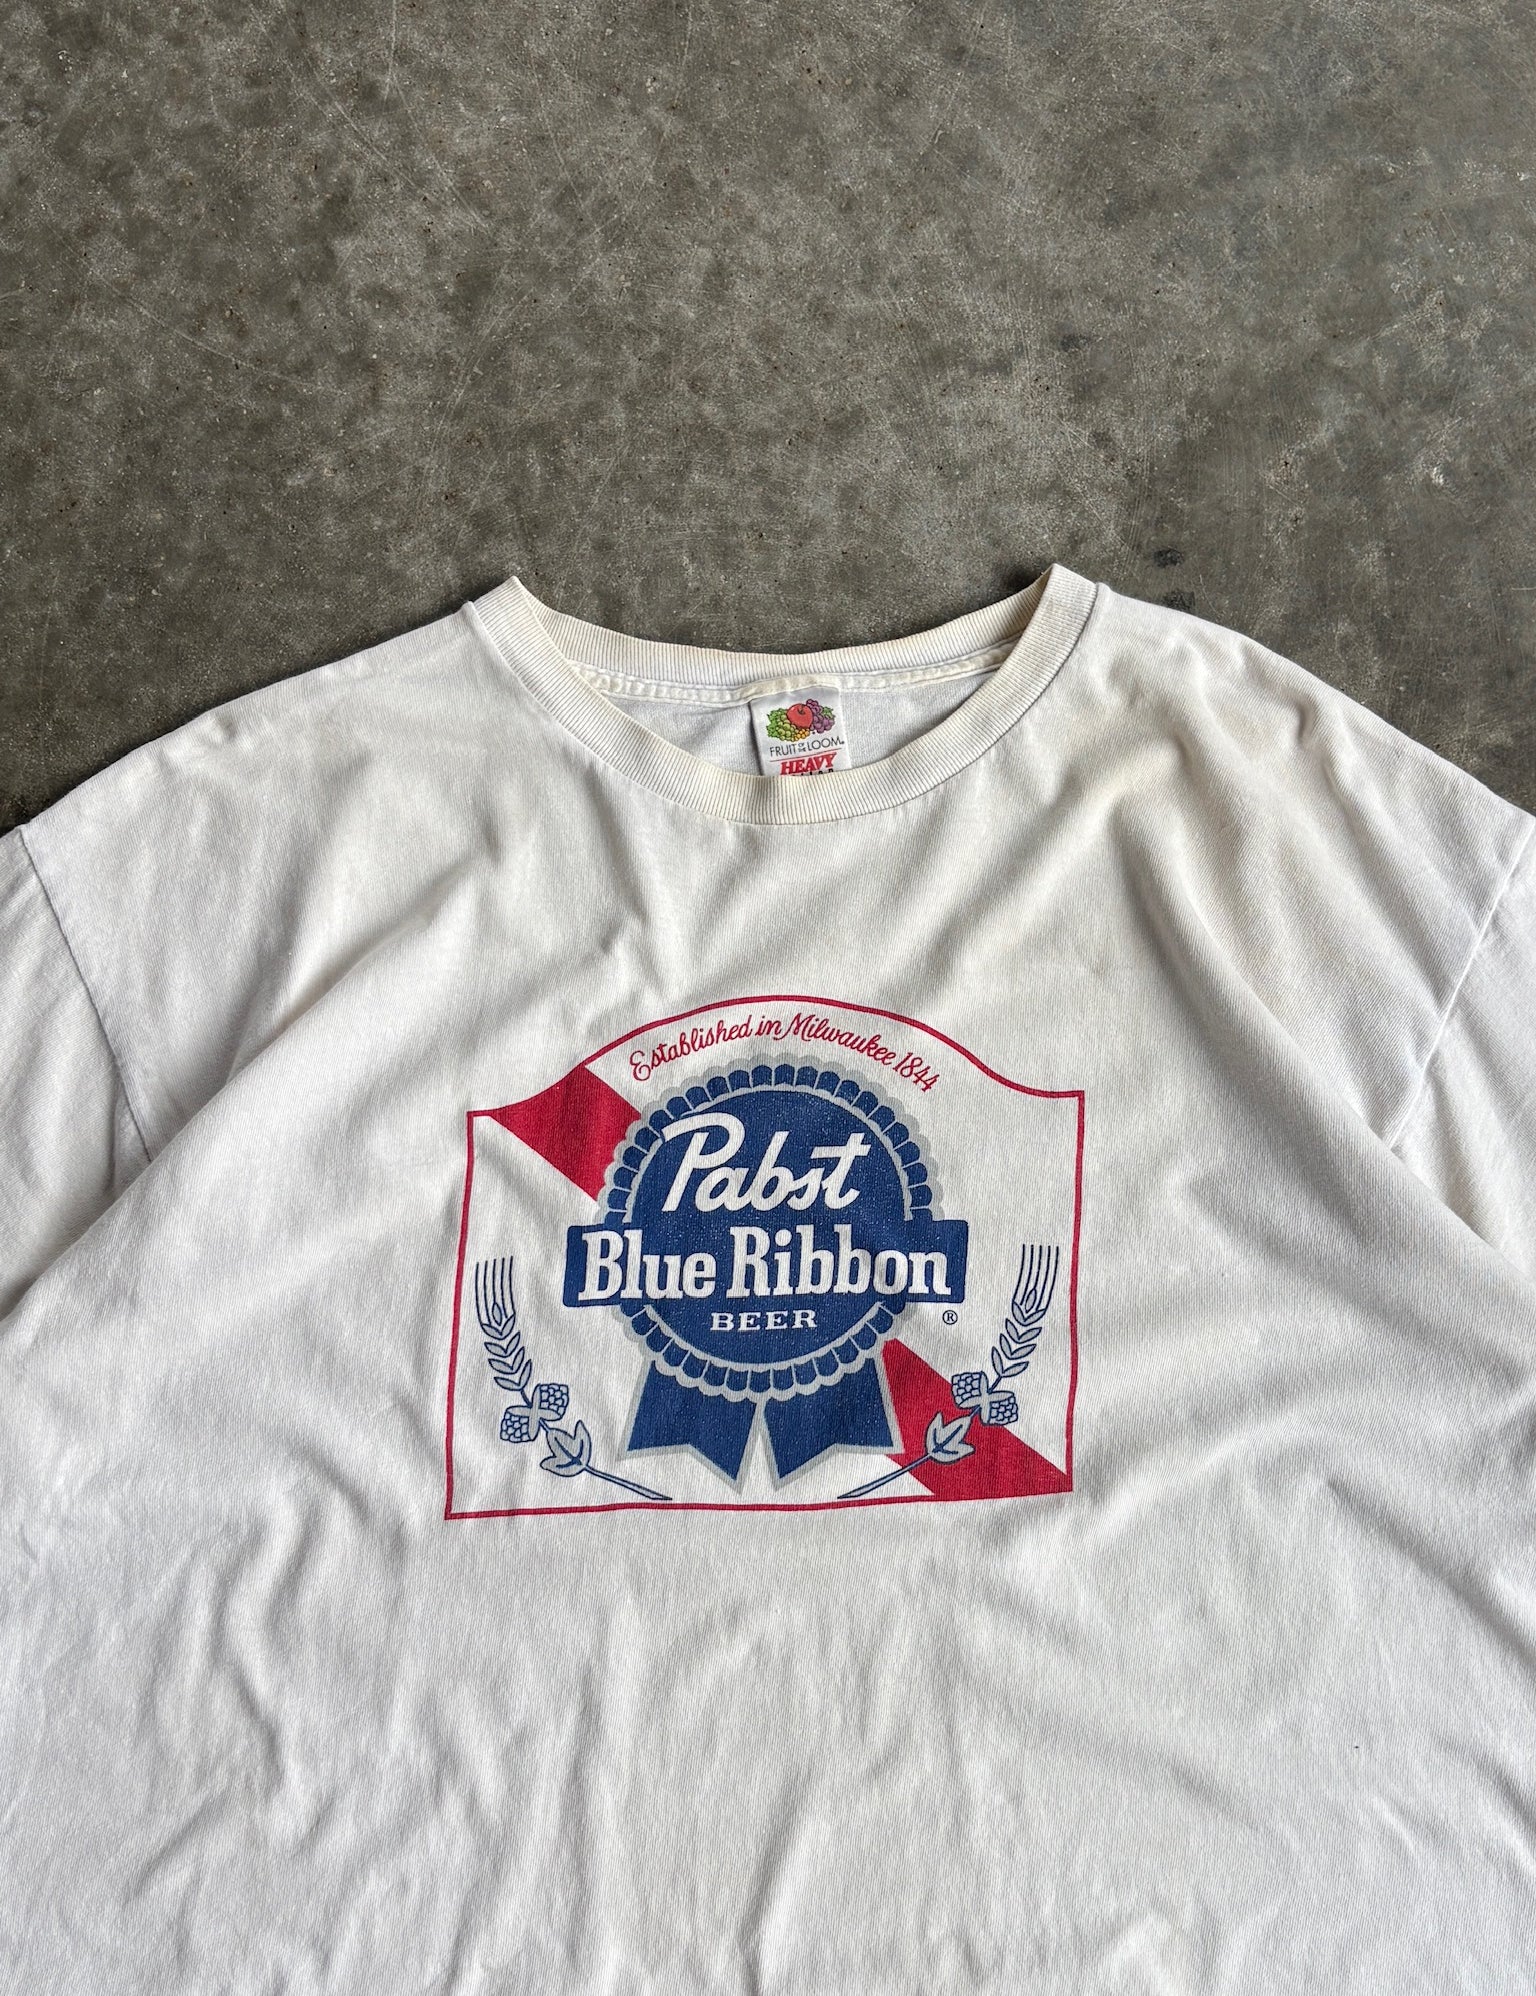 FRUIT OF THE LOOM®
HEAVY
Established in Milwaukee 1844
Pabst
Blue Ribbon
BEER
®